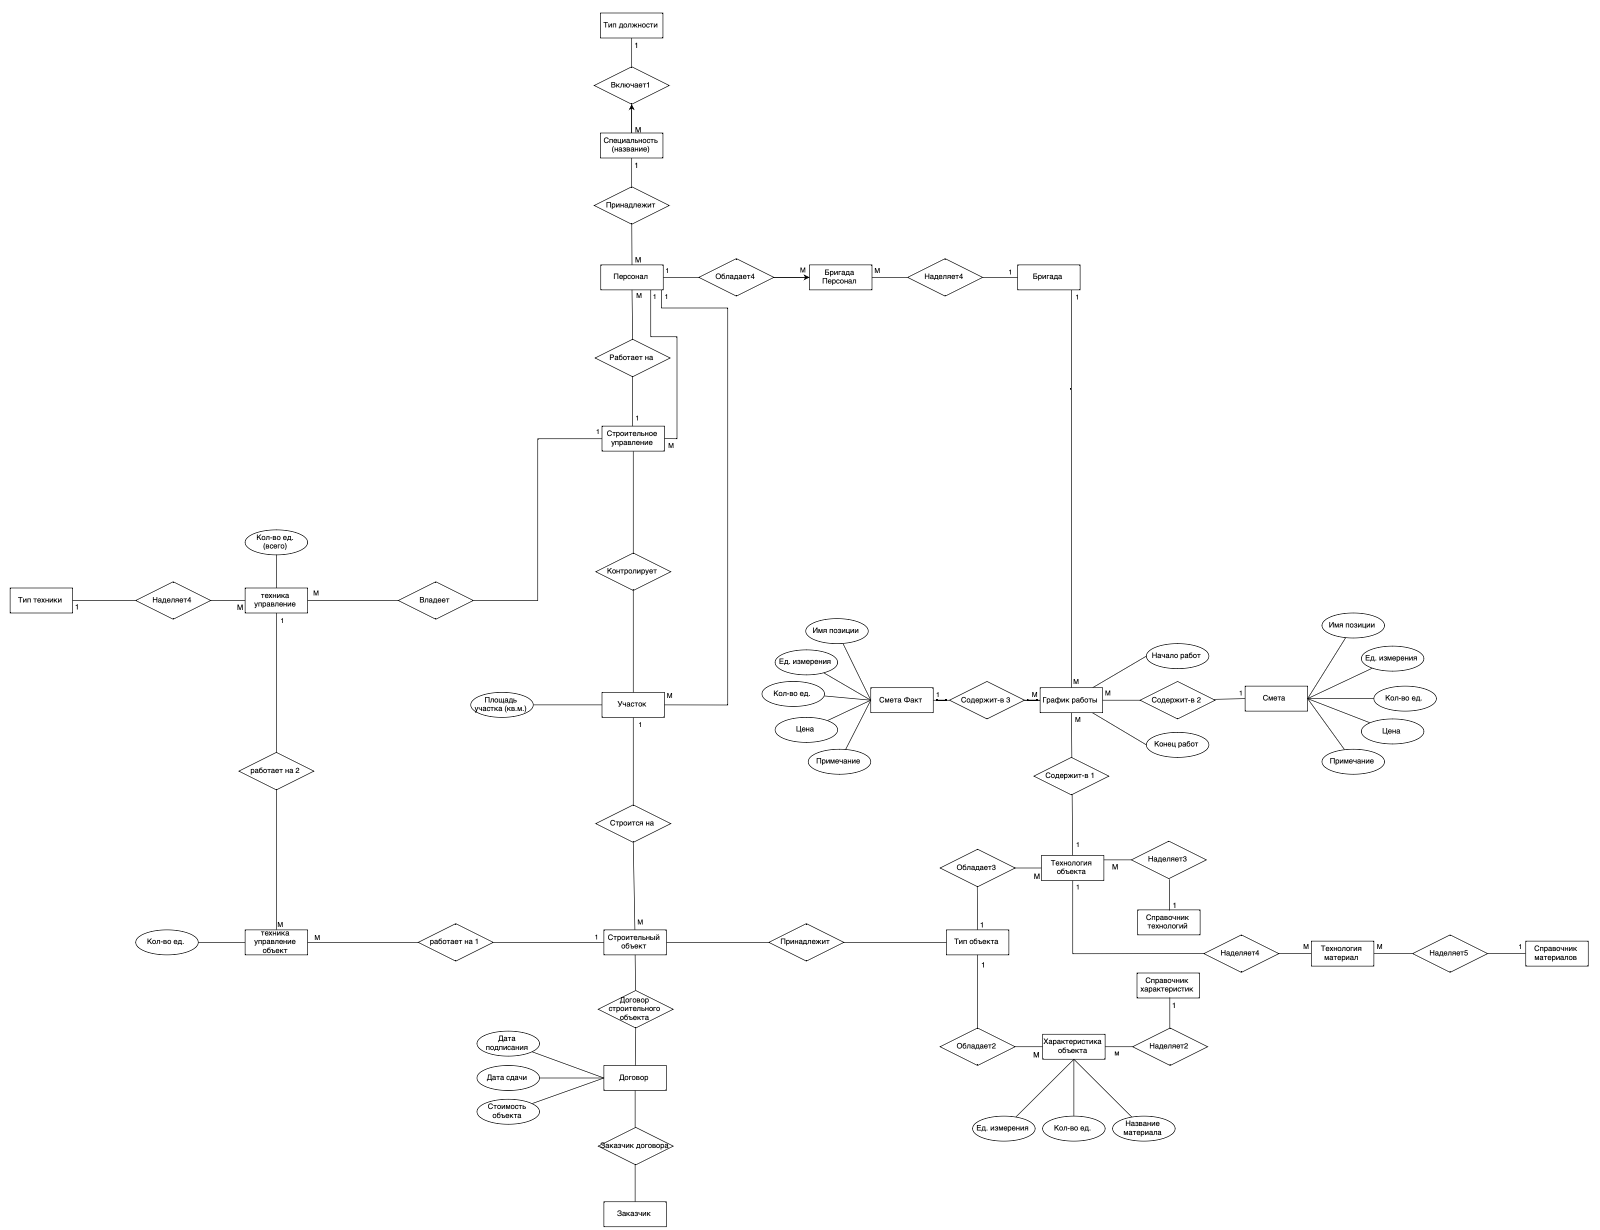 Тип должности
1
Включает1
М
Специальность
(название)
1
Принадлежит
М
Персонал
1
Обладает4
М
Бригада
Персонал
М
Наделяет4
1
Бригада
М
1
1
1
Работает на
1
1
Строительное
управление
М
Кол-во ед.
(всего)
Контролирует
Тип техники
1
Наделяет4
М
техника
управление
М
Владеет
1
Имя позиции
Ед. измерения
Кол-во ед.
Цена
Примечание
Смета Факт
1
Содержит-в 3
М
М
График работы
М
М
Начало работ
Конец работ
Содержит-в 2
1
Смета
Имя позиции
Ед. измерения
Кол-во ед.
Цена
Примечание
Площадь
участка (кв.м.)
Участок
М
1
работает на 2
Содержит-в 1
Строится на
1
Обладает3
М
Технология
объекта
М
Наделяет3
1
1
Справочник
технологий
М
М
1
Кол-во ед.
техника
управление
объект
М
работает на 1
1
Строительный
объект
Принадлежит
Тип объекта
1
Наделяет4
М
Технология
материал
М
Наделяет5
1
Справочник
материалов
Справочник
характеристик
1
Договор
строительного
объекта
Обладает2
М
Характеристика
объекта
М
Наделяет2
Дата
подписания
Дата сдачи
Стоимость
объекта
Договор
Ед. измерения
Кол-во ед.
Название
материала
Заказчик договора
Заказчик